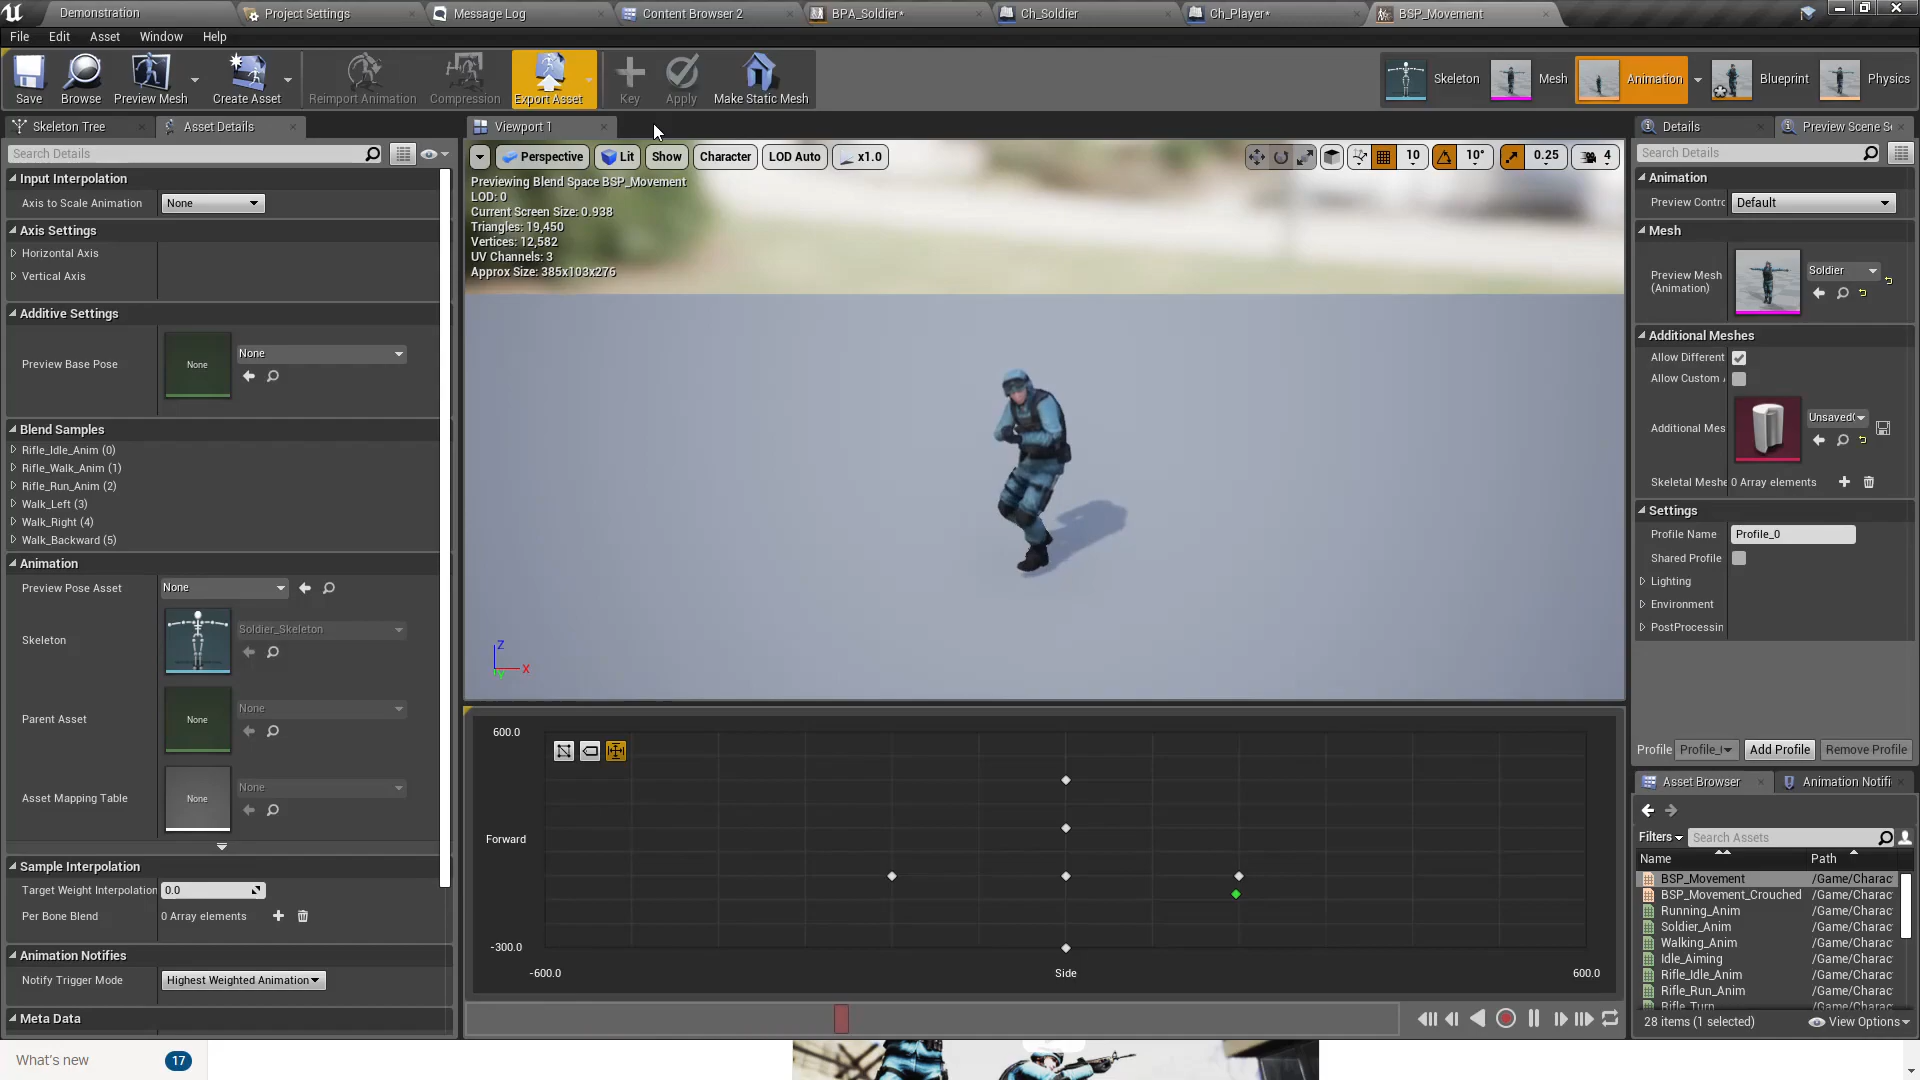 Demonstration
Project Settings
Message Log
Content Browser 2
BPA_Soldier*
Ch_Soldier
Ch_Player*
BSP_Movement
File Edit Asset Window Help
Save
Browse
Preview Mesh
Create Asset
Reimport Animation
Compression
Export Asset
Key
Apply
Make Static Mesh
Skeleton
Mesh
Animation
Blueprint
Physics
Skeleton Tree
Asset Details
Search Details
Input Interpolation
Axis to Scale Animation None
Axis Settings
Horizontal Axis
Vertical Axis
Additive Settings
Preview Base Pose None None
Blend Samples
Rifle_Idle_Anim (0)
Rifle_Walk_Anim (1)
Rifle_Run_Anim (2)
Walk_Left (3)
Walk_Right (4)
Walk_Backward (5)
Animation
Preview Pose Asset None
Skeleton Soldier_Skeleton
Parent Asset None None
Asset Mapping Table None None
Sample Interpolation
Target Weight Interpolation 0.0
Per Bone Blend 0 Array elements
Animation Notifies
Notify Trigger Mode Highest Weighted Animation
Meta Data
Viewport 1
Perspective Lit Show Character LOD Auto x1.0
10 10° 0.25 4
Previewing Blend Space BSP_Movement
LOD: 0
Current Screen Size: 0.938
Triangles: 19,450
Vertices: 12,582
UV Channels: 3
Approx Size: 385x103x276
Z
X
Y
600.0
Forward
-300.0
-600.0 Side 600.0
Details
Preview Scene Se
Search Details
Animation
Preview Contro Default
Mesh
Preview Mesh
(Animation)
Soldier
Additional Meshes
Allow Different
Allow Custom
Additional Mes
Skeletal Meshe 0 Array elements
Settings
Profile Name Profile_0
Shared Profile
Lighting
Environment
PostProcessin
Profile Add Profile Remove Profile
Asset Browser
Animation Notifi
Filters Search Assets
Name Path
BSP_Movement /Game/Charac
BSP_Movement_Crouched /Game/Charac
Running_Anim /Game/Charac
Soldier_Anim /Game/Charac
Walking_Anim /Game/Charac
Idle_Aiming /Game/Charac
Rifle_Idle_Anim /Game/Charac
Rifle_Run_Anim /Game/Charac
Rifle_Turn /Game/Charac
28 items (1 selected) View Options
What's new 17